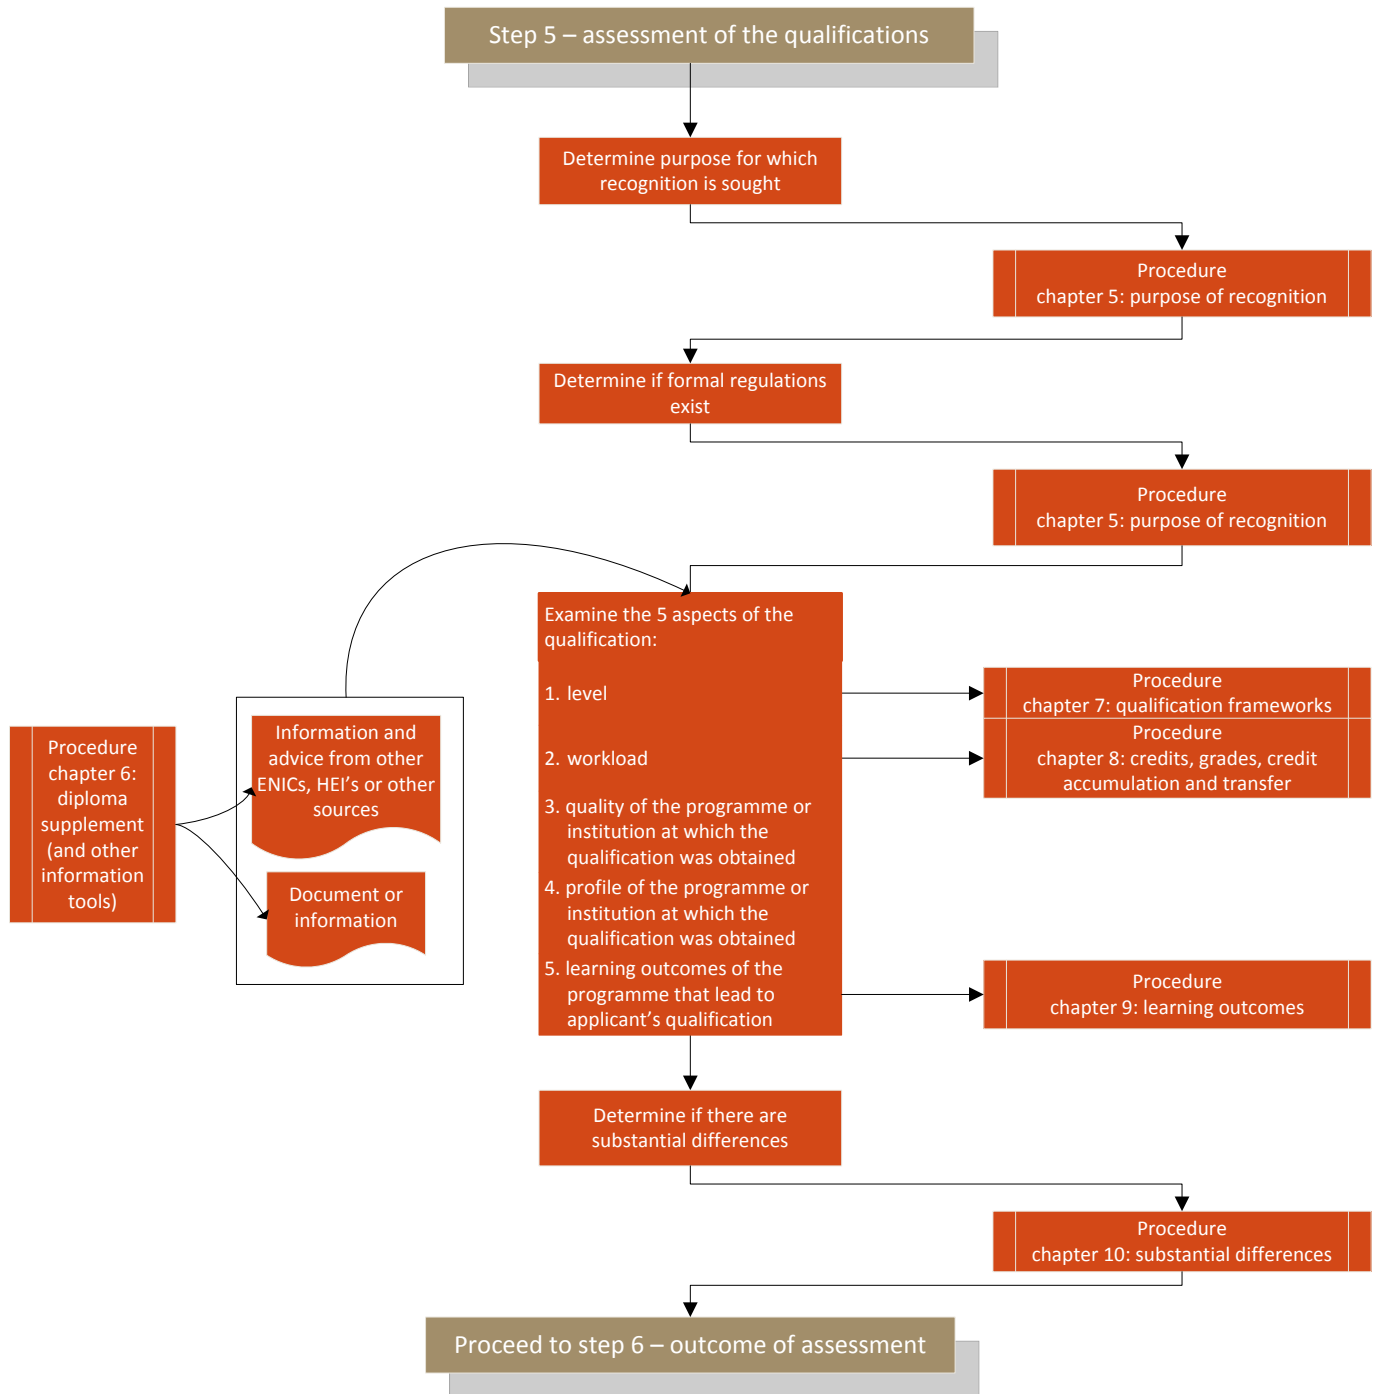 Step 5 – assessment of the qualifications
Determine purpose for which
recognition is sought
Procedure
chapter 5: purpose of recognition
Determine if formal regulations
exist
Procedure
chapter 5: purpose of recognition
Examine the 5 aspects of the
qualification:
1. level
2. workload
3. quality of the programme or
institution at which the
qualification was obtained
4. profile of the programme or
institution at which the
qualification was obtained
5. learning outcomes of the
programme that lead to
applicant’s qualification
Procedure
chapter 7: qualification frameworks
Procedure
chapter 8: credits, grades, credit
accumulation and transfer
Procedure
chapter 9: learning outcomes
Procedure
chapter 6:
diploma
supplement
(and other
information
tools)
Information and
advice from other
ENICs, HEI’s or other
sources
Document or
information
Determine if there are
substantial differences
Procedure
chapter 10: substantial differences
Proceed to step 6 – outcome of assessment